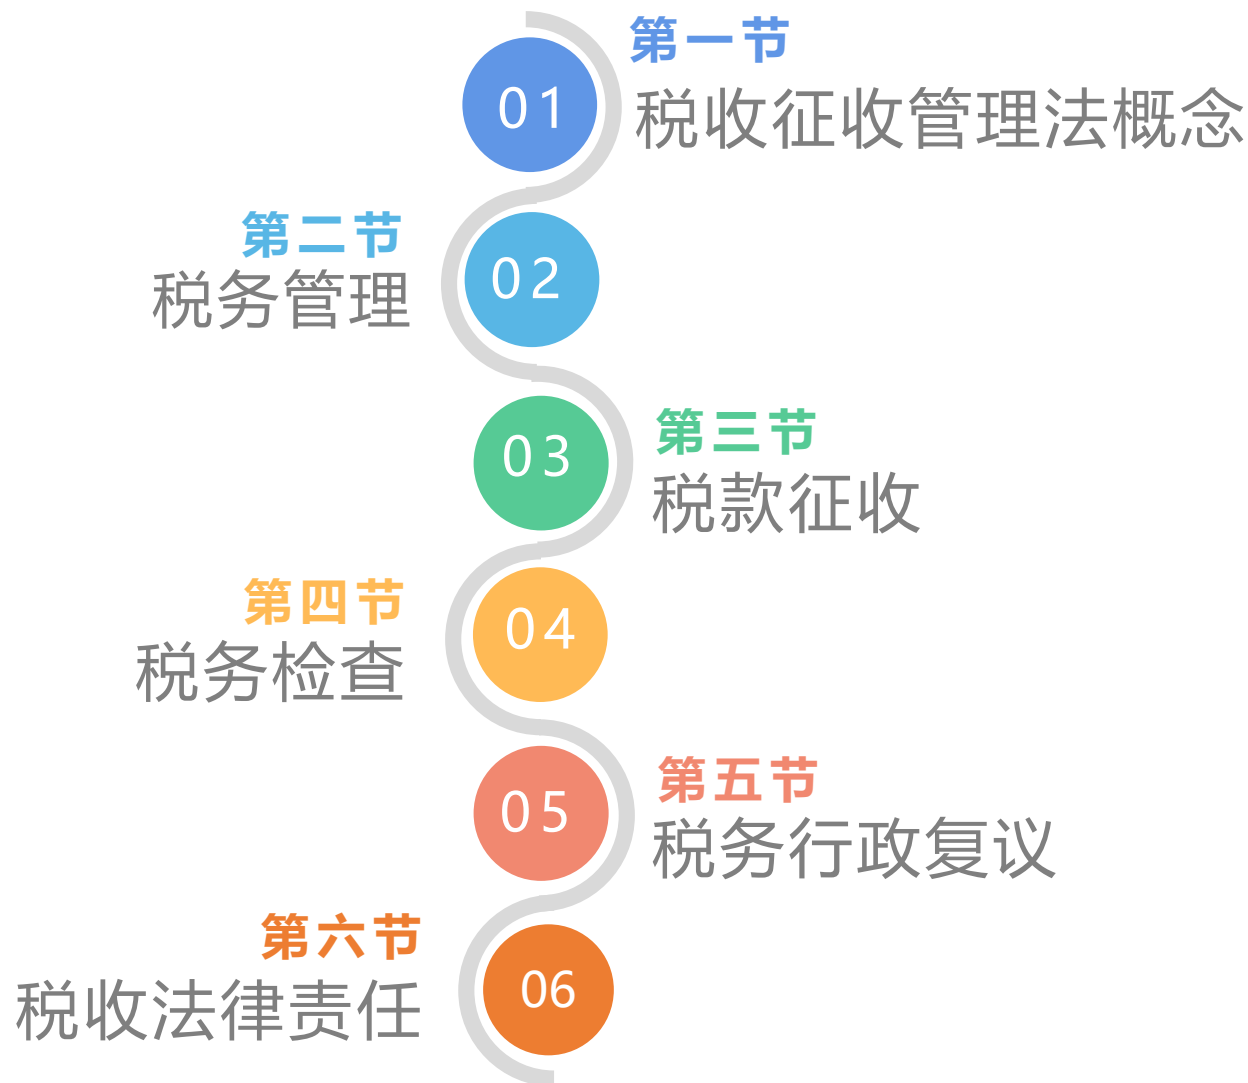 第一节
01
税收征收管理法概念
第二节
02
税务管理
第三节
03
税款征收
第四节
04
税务检查
第五节
05
税务行政复议
第六节
06
税收法律责任